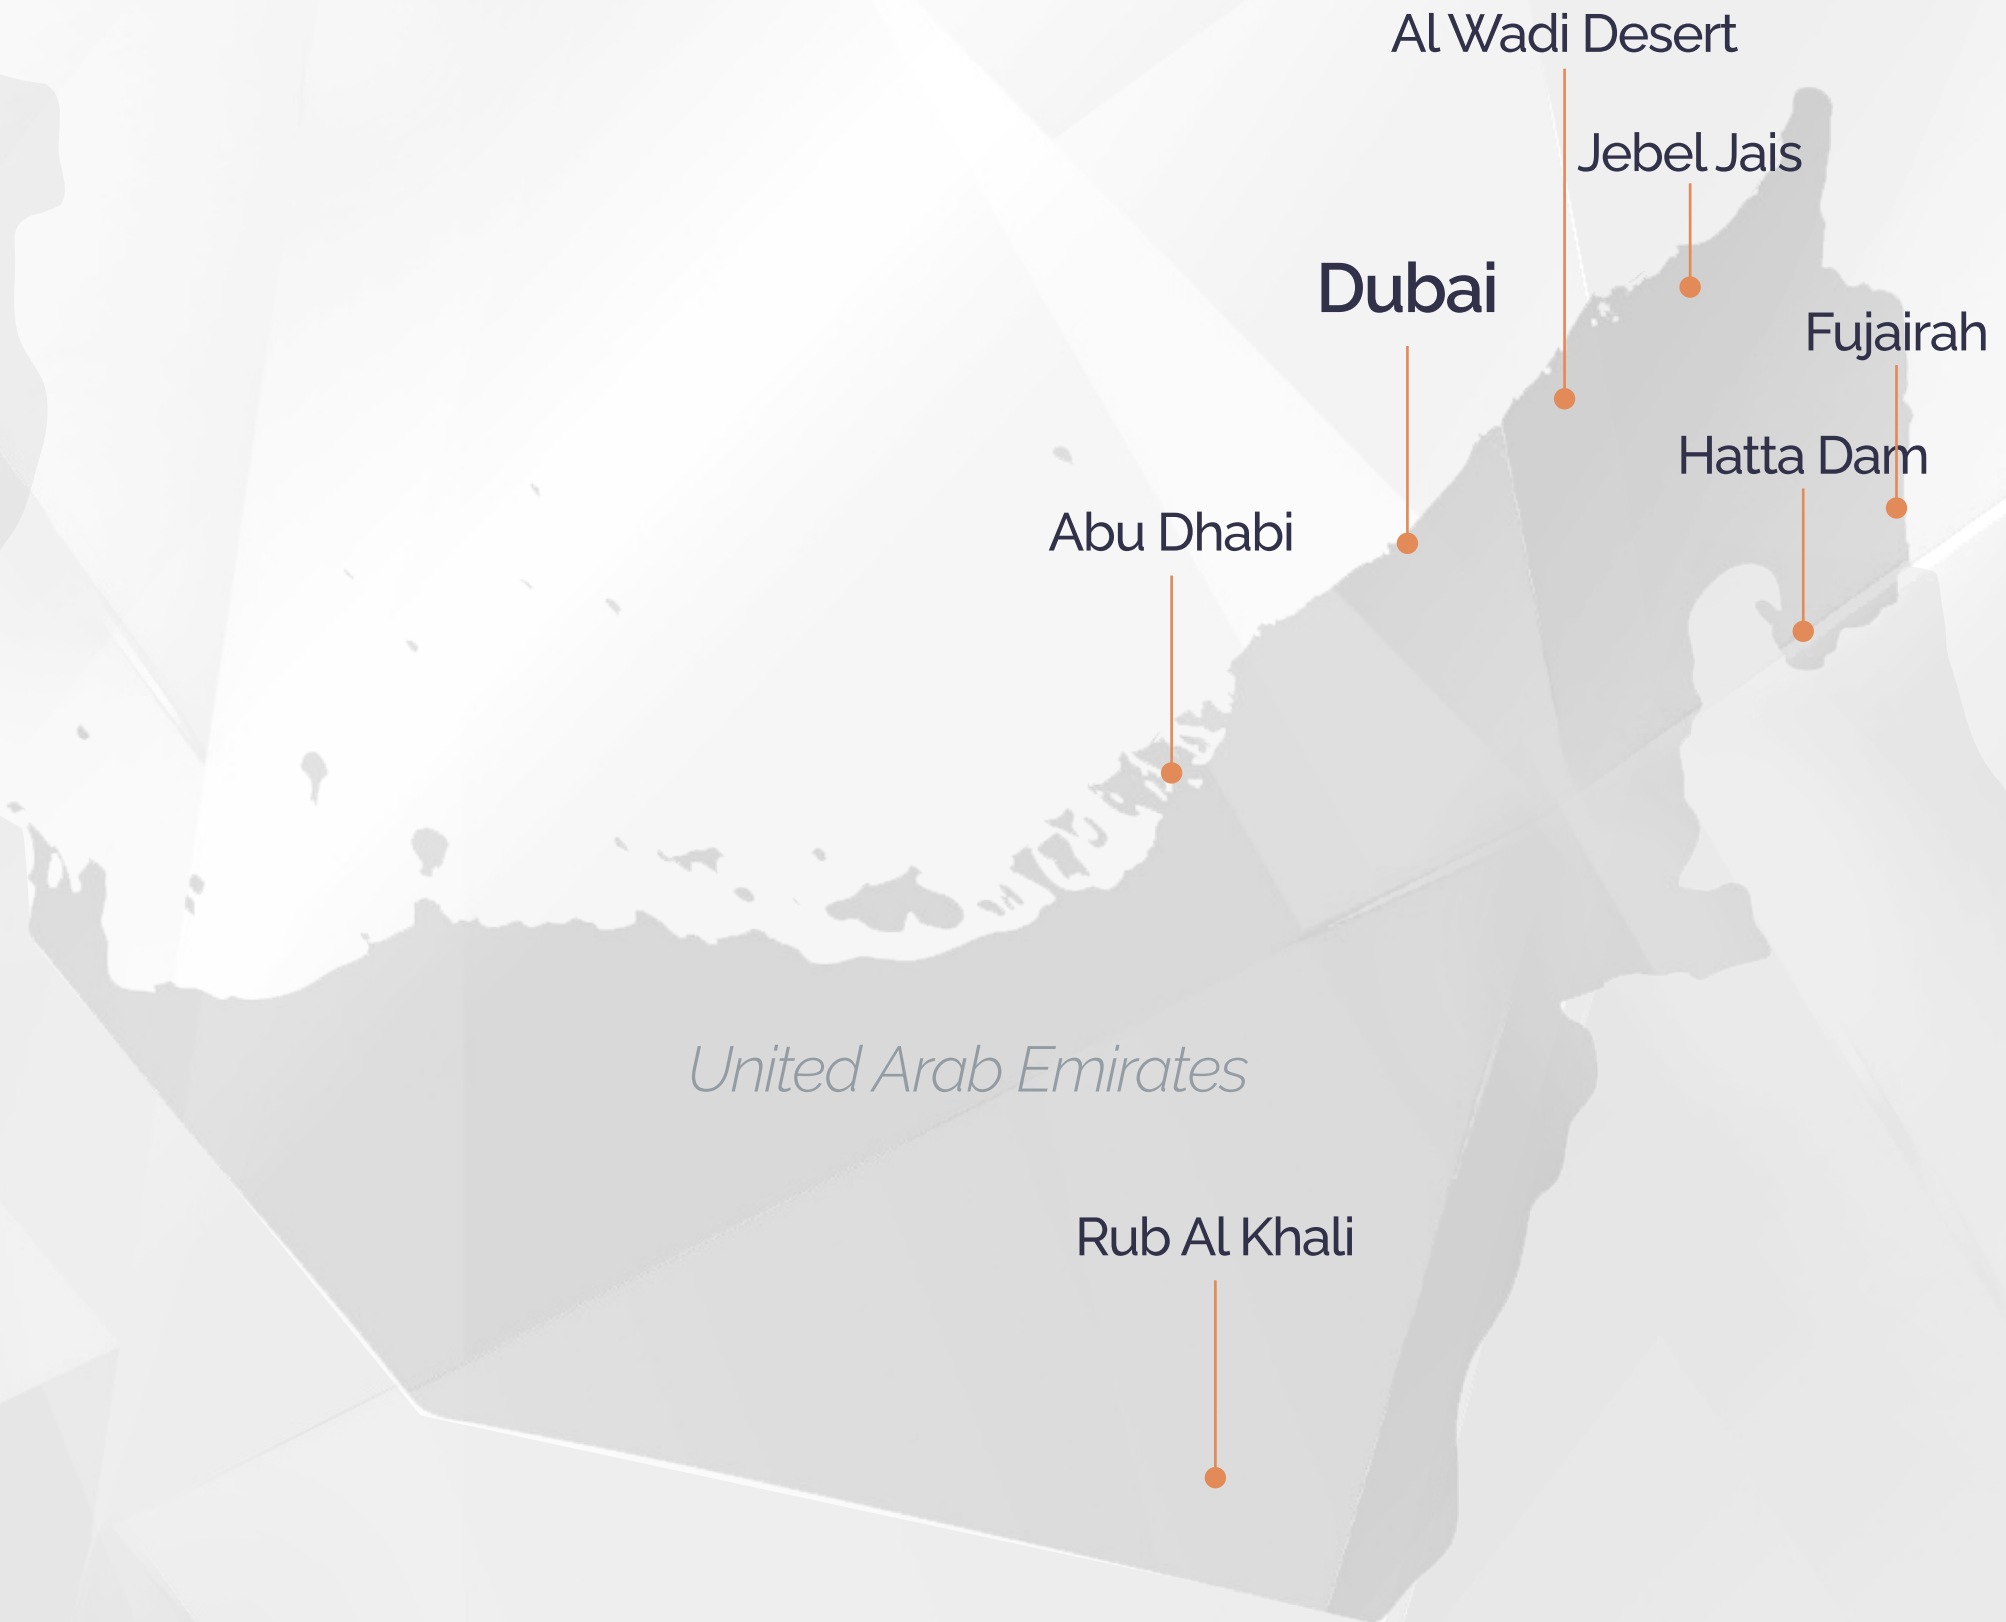 Al Wadi Desert
Jebel Jais
Dubai
Fujairah
Hatta Dam
Abu Dhabi
United Arab Emirates
Rub Al Khali